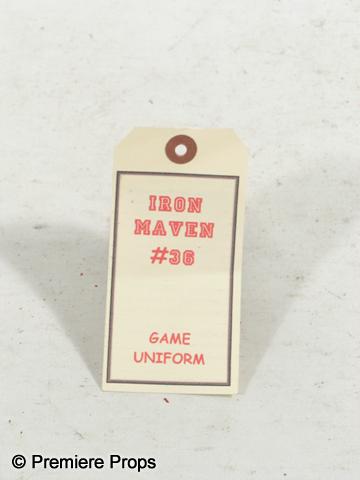 IRON
MAVEN
#36
GAME
UNIFORM
© Premiere Props